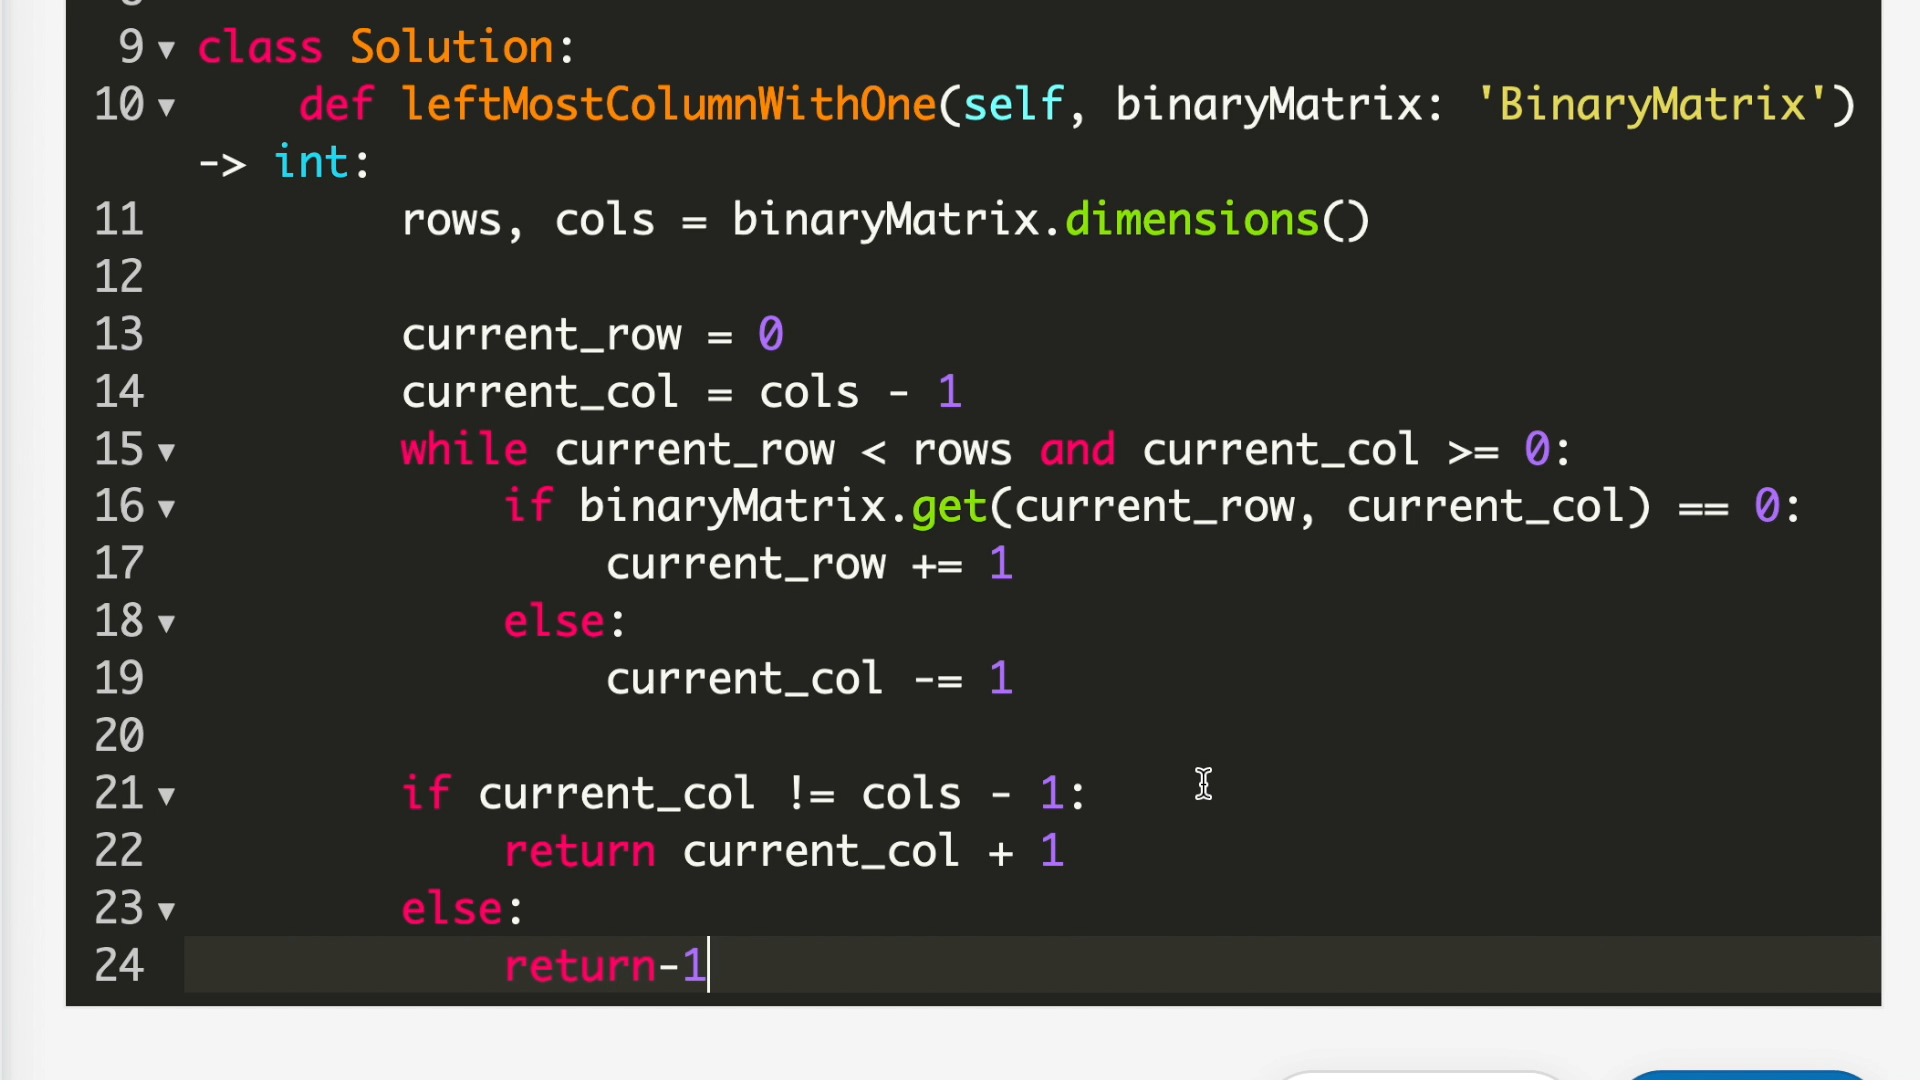 9 class Solution:
10     def leftMostColumnWithOne(self, binaryMatrix: 'BinaryMatrix')
-> int:
11         rows, cols = binaryMatrix.dimensions()
12
13         current_row = 0
14         current_col = cols - 1
15         while current_row < rows and current_col >= 0:
16             if binaryMatrix.get(current_row, current_col) == 0:
17                 current_row += 1
18             else:
19                 current_col -= 1
20
21         if current_col != cols - 1:
22             return current_col + 1
23         else:
24             return-1